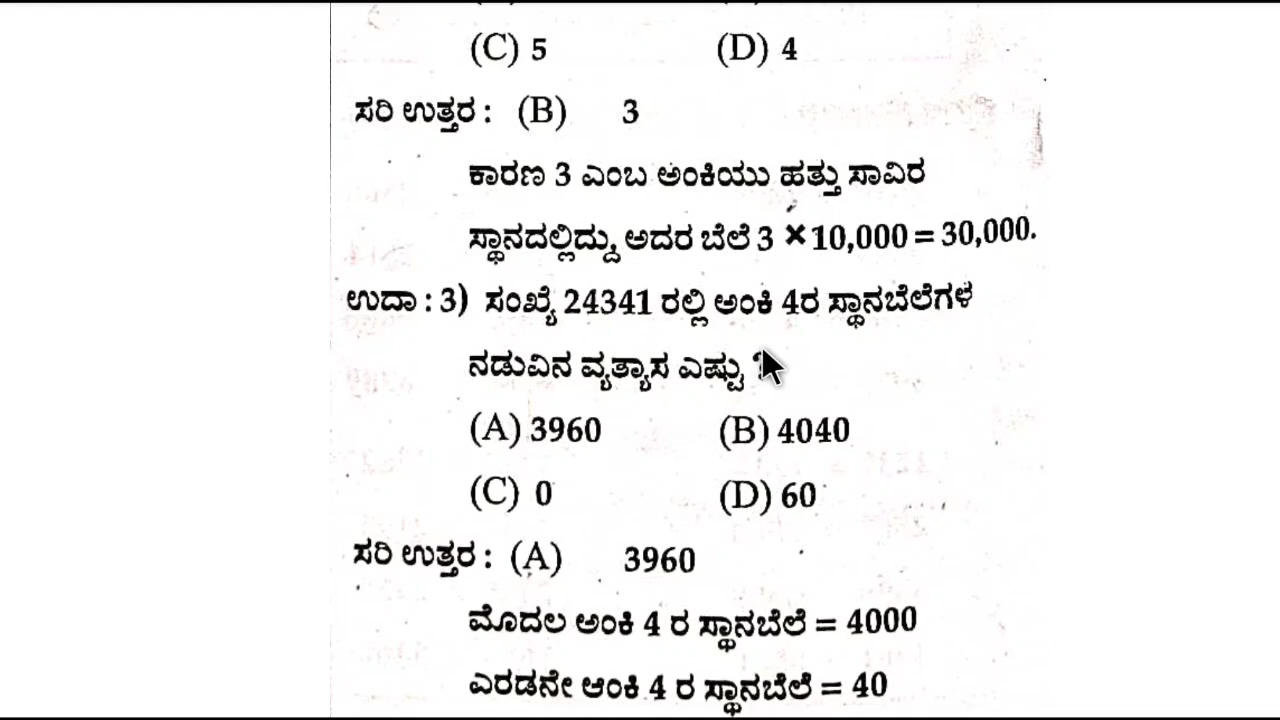 (C) 5 (D) 4
ಸರಿ ಉತ್ತರ : (B) 3
ಕಾರಣ 3 ಎಂಬ ಅಂಕಿಯು ಹತ್ತು ಸಾವಿರ
ಸ್ಥಾನದಲ್ಲಿದ್ದು, ಅದರ ಬೆಲೆ 3 ×10,000 = 30,000.
ಉದಾ : 3) ಸಂಖ್ಯೆ 24341 ರಲ್ಲಿ ಅಂಕಿ 4ರ ಸ್ಥಾನಬೆಲೆಗಳ
ನಡುವಿನ ವ್ಯತ್ಯಾಸ ಎಷ್ಟು ?
(A) 3960 (B) 4040
(C) 0 (D) 60
ಸರಿ ಉತ್ತರ : (A) 3960
ಮೊದಲ ಅಂಕಿ 4 ರ ಸ್ಥಾನಬೆಲೆ = 4000
ಎರಡನೇ ಆಂಕಿ 4 ರ ಸ್ಥಾನಬೆಲೆ = 40